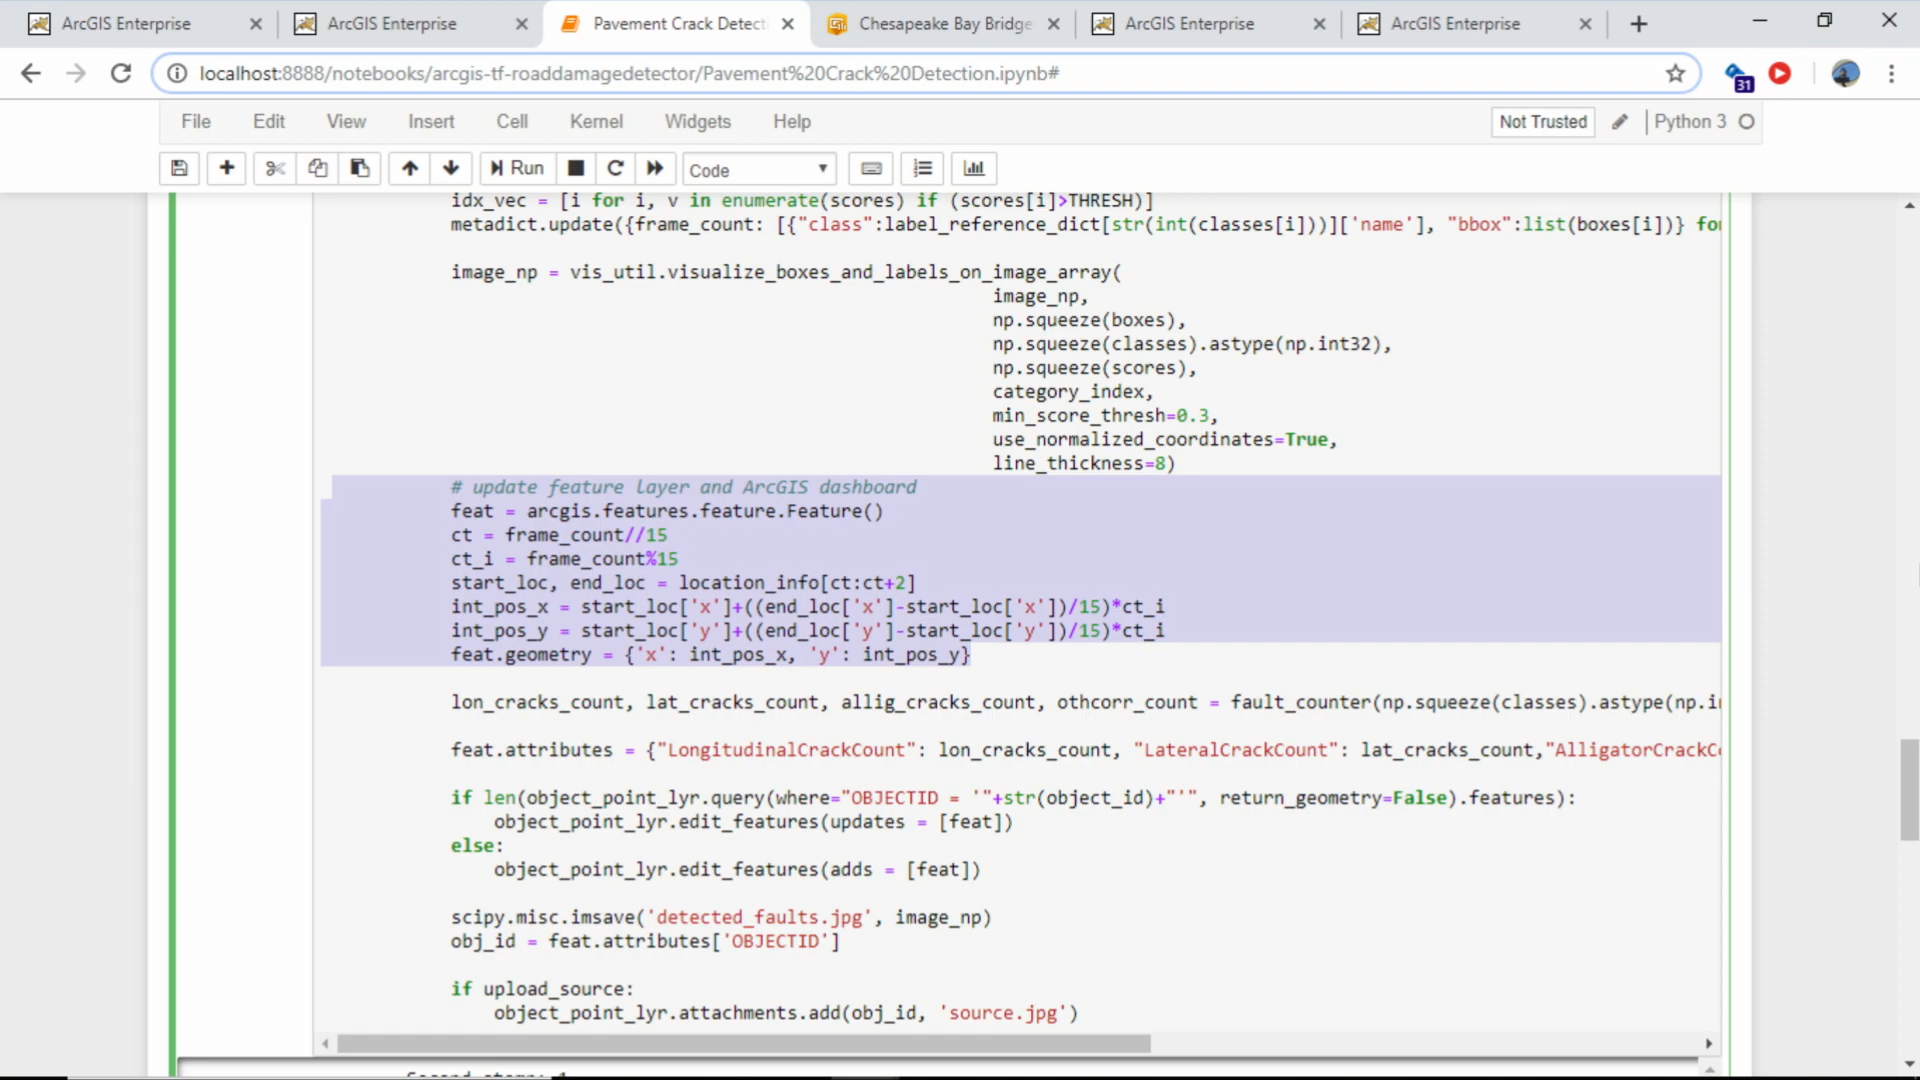 ArcGIS Enterprise ArcGIS Enterprise Pavement Crack Detecti Chesapeake Bay Bridge ArcGIS Enterprise ArcGIS Enterprise
localhost:8888/notebooks/arcgis-tf-roaddamagedetector/Pavement%20Crack%20Detection.ipynb# 31
File Edit View Insert Cell Kernel Widgets Help Not Trusted Python 3
Run Code
idx_vec = [i for i, v in enumerate(scores) if (scores[i]>THRESH)]
metadict.update({frame_count: [{"class":label_reference_dict[str(int(classes[i]))]['name'], "bbox":list(boxes[i])} for
image_np = vis_util.visualize_boxes_and_labels_on_image_array(
image_np,
np.squeeze(boxes),
np.squeeze(classes).astype(np.int32),
np.squeeze(scores),
category_index,
min_score_thresh=0.3,
use_normalized_coordinates=True,
line_thickness=8)
# update feature layer and ArcGIS dashboard
feat = arcgis.features.feature.Feature()
ct = frame_count//15
ct_i = frame_count%15
start_loc, end_loc = location_info[ct:ct+2]
int_pos_x = start_loc['x']+((end_loc['x']-start_loc['x'])/15)*ct_i
int_pos_y = start_loc['y']+((end_loc['y']-start_loc['y'])/15)*ct_i
feat.geometry = {'x': int_pos_x, 'y': int_pos_y}
lon_cracks_count, lat_cracks_count, allig_cracks_count, othcorr_count = fault_counter(np.squeeze(classes).astype(np.i
feat.attributes = {"LongitudinalCrackCount": lon_cracks_count, "LateralCrackCount": lat_cracks_count,"AlligatorCrackC
if len(object_point_lyr.query(where="OBJECTID = '"+str(object_id)+"'", return_geometry=False).features):
object_point_lyr.edit_features(updates = [feat])
else:
object_point_lyr.edit_features(adds = [feat])
scipy.misc.imsave('detected_faults.jpg', image_np)
obj_id = feat.attributes['OBJECTID']
if upload_source:
object_point_lyr.attachments.add(obj_id, 'source.jpg')